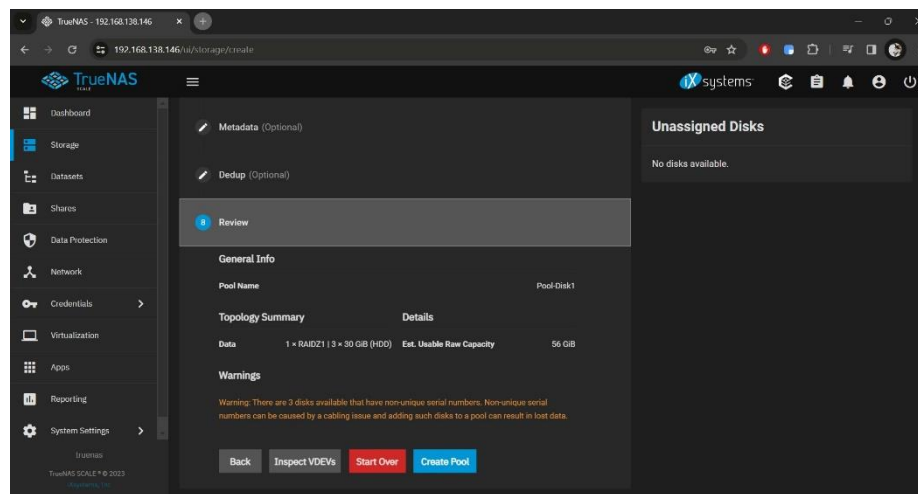 TrueNAS - 192.168.138.146
192.168.138.146/ui/storage/create
TrueNAS
SCALE
iX systems
Dashboard
Storage
Datasets
Shares
Data Protection
Network
Credentials
Virtualization
Apps
Reporting
System Settings
truenas
TrueNAS SCALE ® © 2023
Metadata (Optional)
Dedup (Optional)
8 Review
General Info
Pool Name Pool-Disk1
Topology Summary Details
Data 1 × RAIDZ1 | 3 × 30 GiB (HDD) Est. Usable Raw Capacity 56 GiB
Warnings
Warning: There are 3 disks available that have non-unique serial numbers. Non-unique serial
numbers can be caused by a cabling issue and adding such disks to a pool can result in lost data.
Back Inspect VDEVs Start Over Create Pool
Unassigned Disks
No disks available.